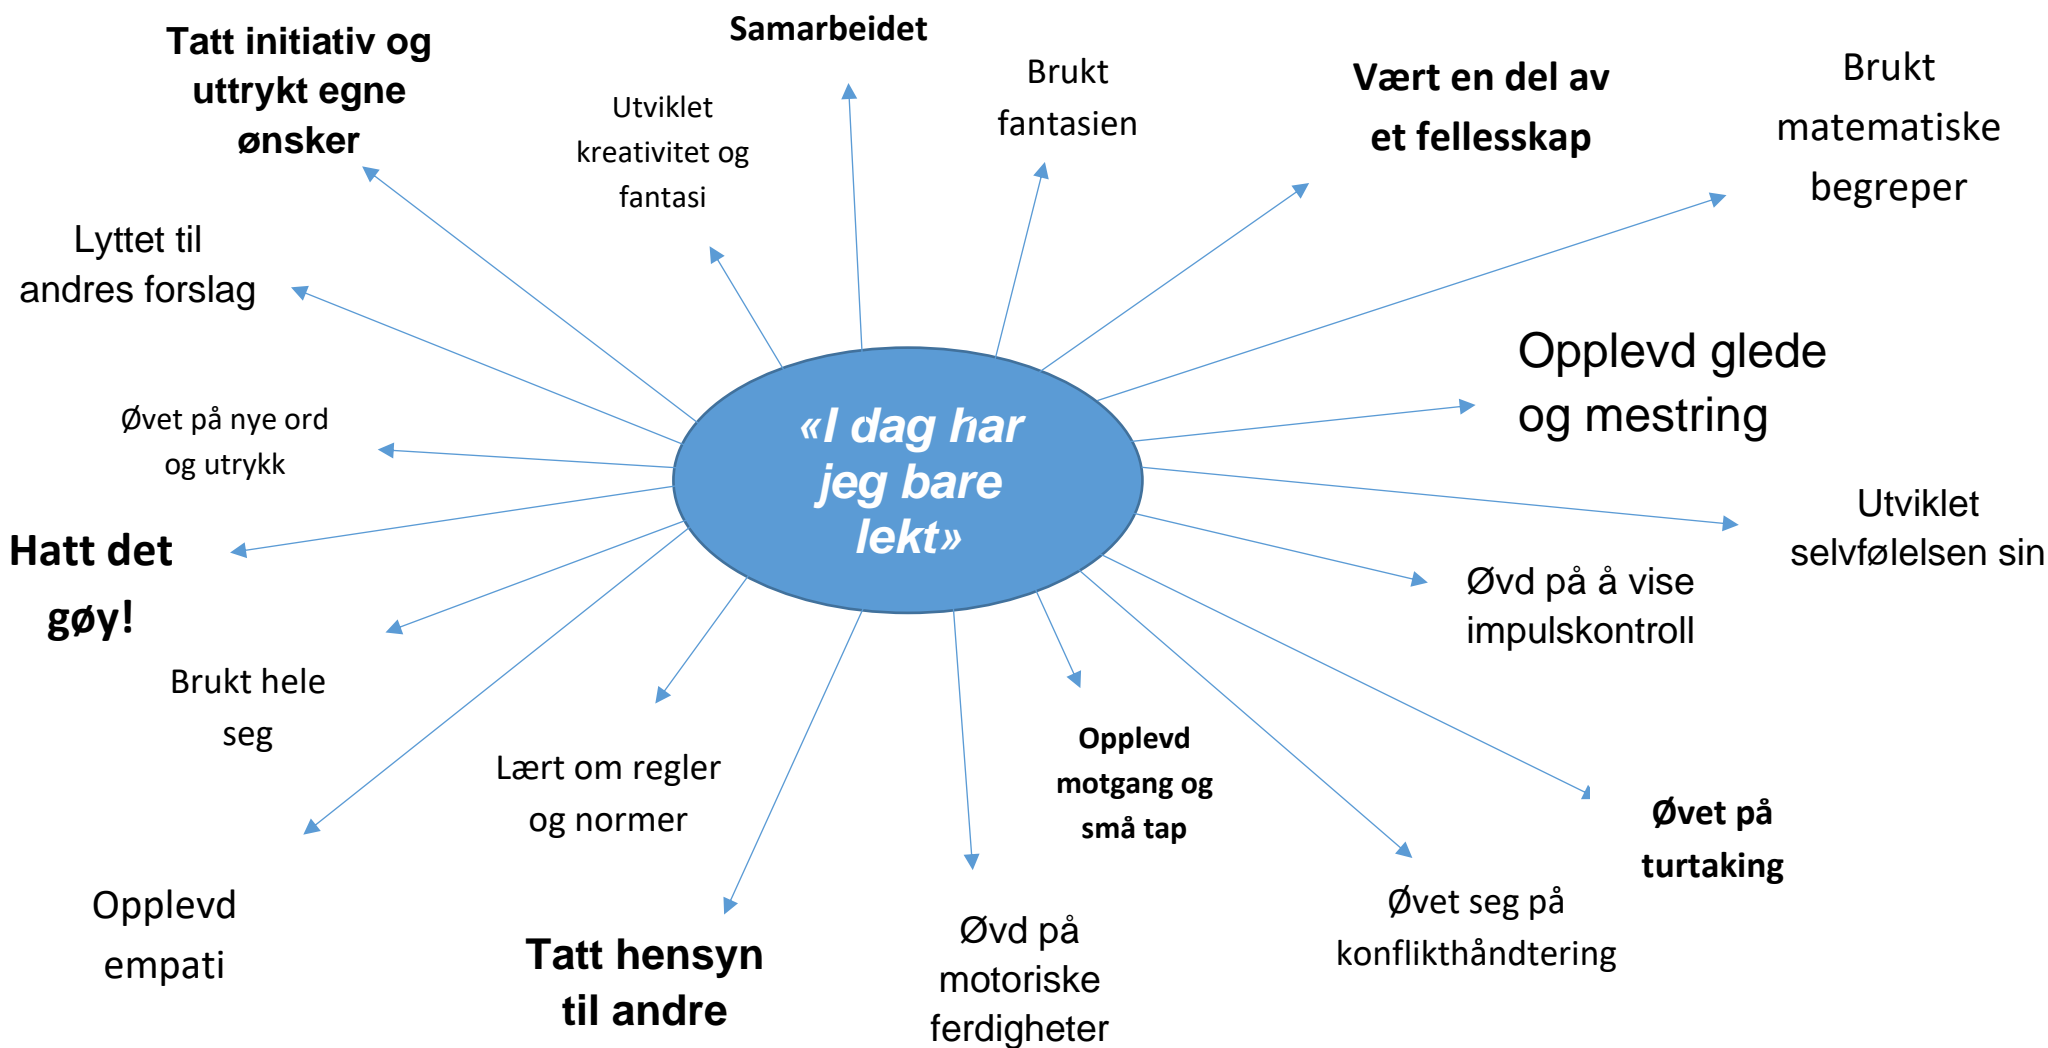 Tatt initiativ og
uttrykt egne
ønsker
Utviklet
kreativitet og
fantasi
Samarbeidet
Brukt
fantasien
Vært en del av
et fellesskap
Brukt
matematiske
begreper
Lyttet til
andres forslag
Opplevd glede
og mestring
Øvet på nye ord
og utrykk
«I dag har
jeg bare
lekt»
Utviklet
selvfølelsen sin
Hatt det
gøy!
Øvd på å vise
impulskontroll
Brukt hele
seg
Lært om regler
og normer
Opplevd
motgang og
små tap
Øvet på
turtaking
Opplevd
empati
Tatt hensyn
til andre
Øvd på
motoriske
ferdigheter
Øvet seg på
konflikthåndtering